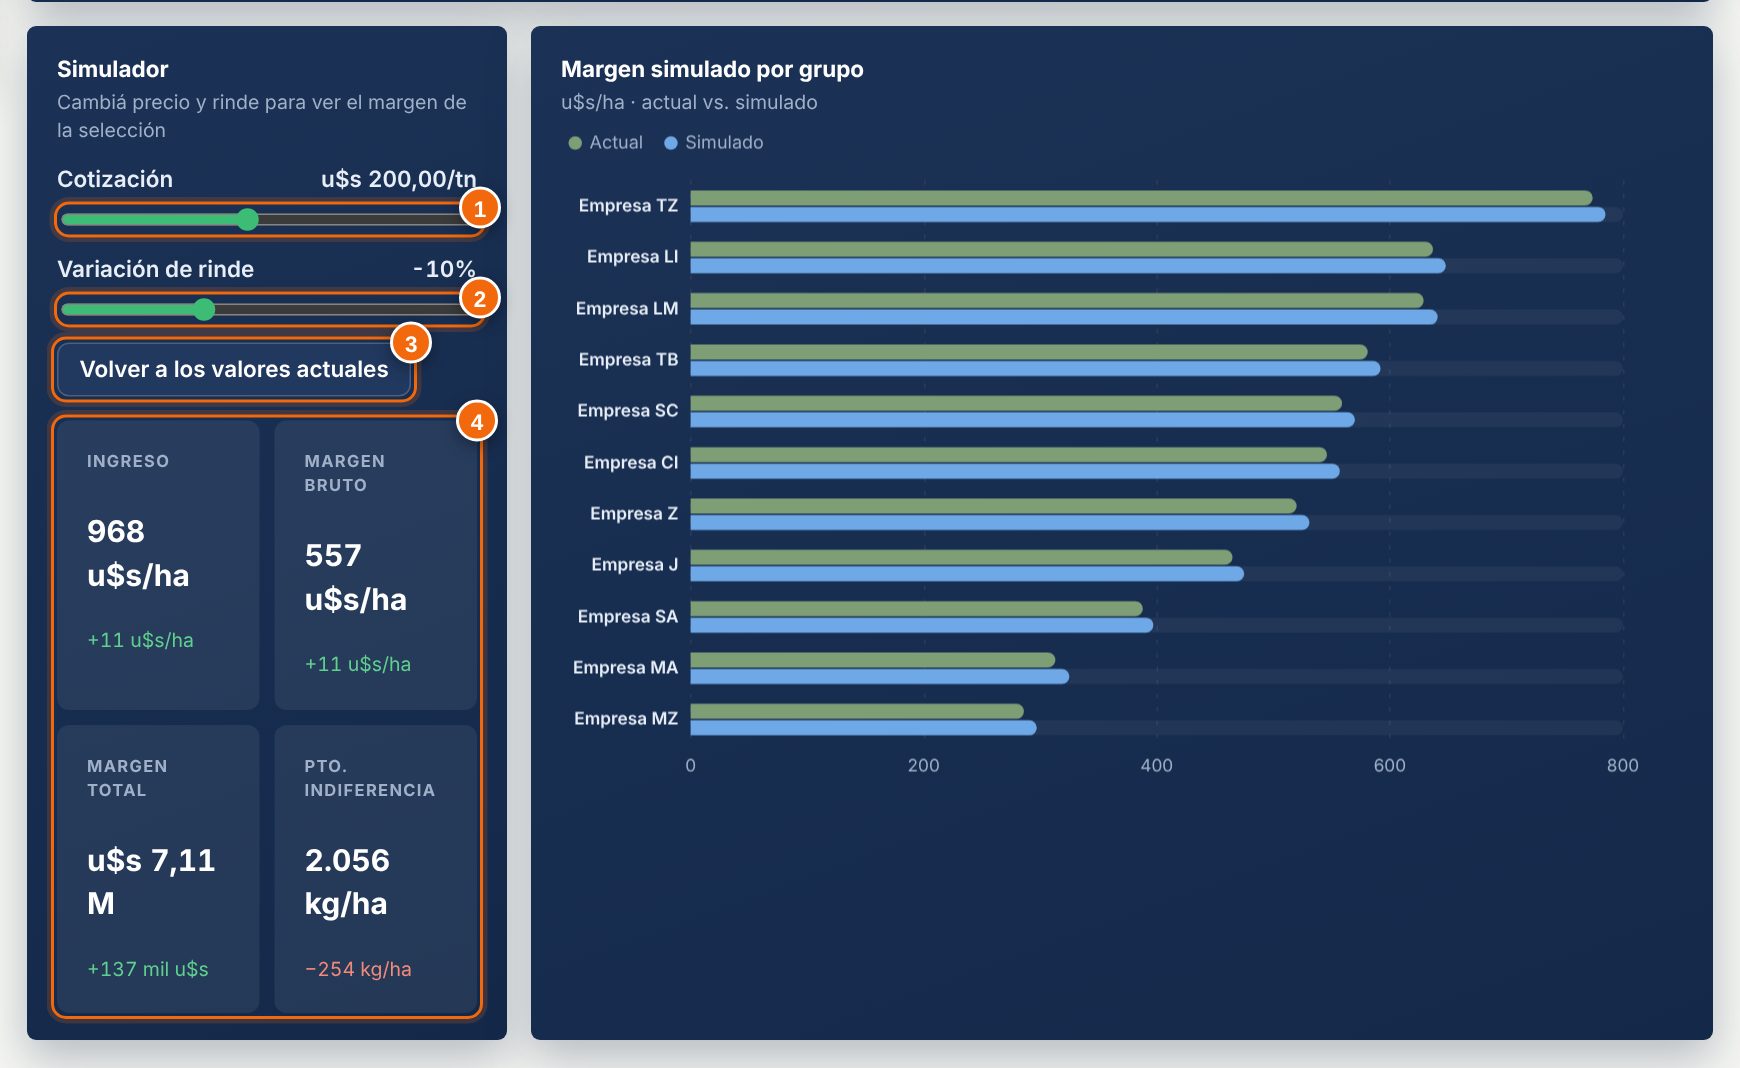 Simulador
Cambiá precio y rinde para ver el margen de
la selección
Cotización u$s 200,00/tn
1
Variación de rinde -10%
2
3
Volver a los valores actuales
4
INGRESO
968
u$s/ha
+11 u$s/ha
MARGEN
BRUTO
557
u$s/ha
+11 u$s/ha
MARGEN
TOTAL
u$s 7,11
M
+137 mil u$s
PTO.
INDIFERENCIA
2.056
kg/ha
−254 kg/ha
Margen simulado por grupo
u$s/ha · actual vs. simulado
Actual Simulado
Empresa TZ
Empresa LI
Empresa LM
Empresa TB
Empresa SC
Empresa CI
Empresa Z
Empresa J
Empresa SA
Empresa MA
Empresa MZ
0 200 400 600 800